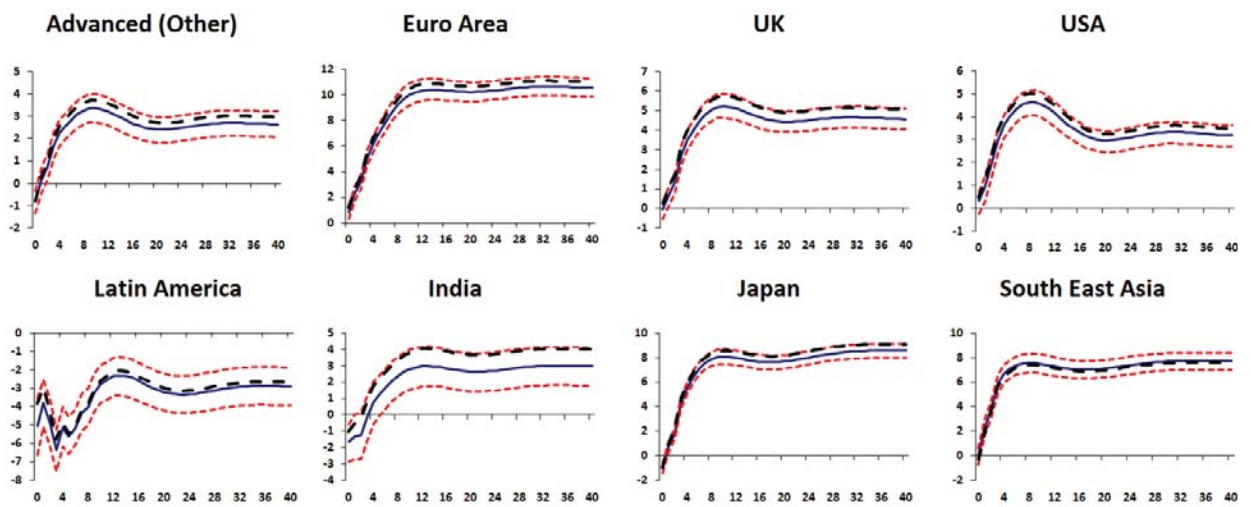 Advanced (Other) Euro Area UK USA
5 12 7 6
4 10 6 5
3 8 5 4
2 6 4 3
1 4 3 2
0 2 2 1
-1 0 1 0
-2 0 -1
-1
0 4 8 12 16 20 24 28 32 36 40 0 4 8 12 16 20 24 28 32 36 40 0 4 8 12 16 20 24 28 32 36 40 0 4 8 12 16 20 24 28 32 36 40
Latin America India Japan South East Asia
0 5 10 10
-1 4 8 8
-2 3 6 6
-3 2 4 4
-4 1 2 2
-5 0 0 0
-6 -1 -2 -2
-7 -2
-8 -3
-4
0 4 8 12 16 20 24 28 32 36 40 0 4 8 12 16 20 24 28 32 36 40 0 4 8 12 16 20 24 28 32 36 40 0 4 8 12 16 20 24 28 32 36 40